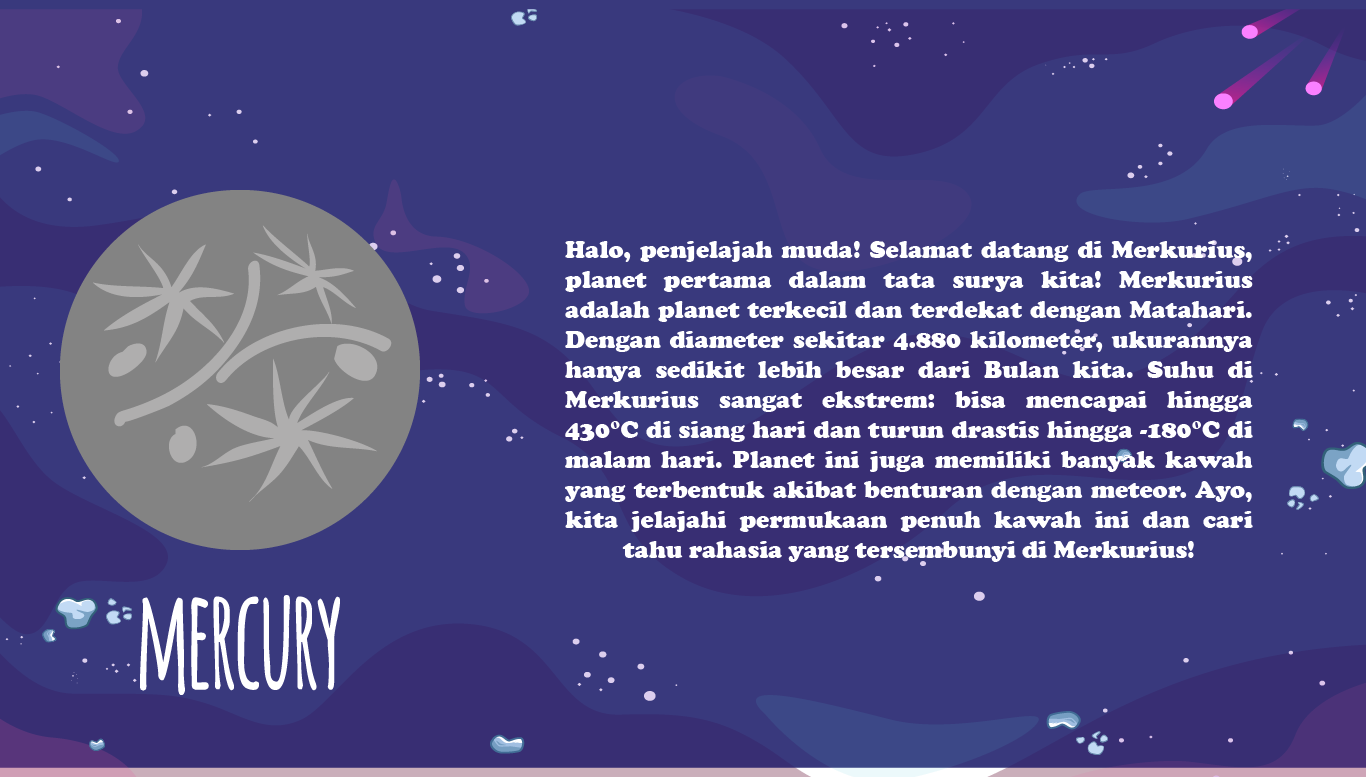 Halo, penjelajah muda! Selamat datang di Merkurius,
planet pertama dalam tata surya kita! Merkurius
adalah planet terkecil dan terdekat dengan Matahari.
Dengan diameter sekitar 4.880 kilometer, ukurannya
hanya sedikit lebih besar dari Bulan kita. Suhu di
Merkurius sangat ekstrem: bisa mencapai hingga
430°C di siang hari dan turun drastis hingga -180°C di
malam hari. Planet ini juga memiliki banyak kawah
yang terbentuk akibat benturan dengan meteor. Ayo,
kita jelajahi permukaan penuh kawah ini dan cari
tahu rahasia yang tersembunyi di Merkurius!
MERCURY